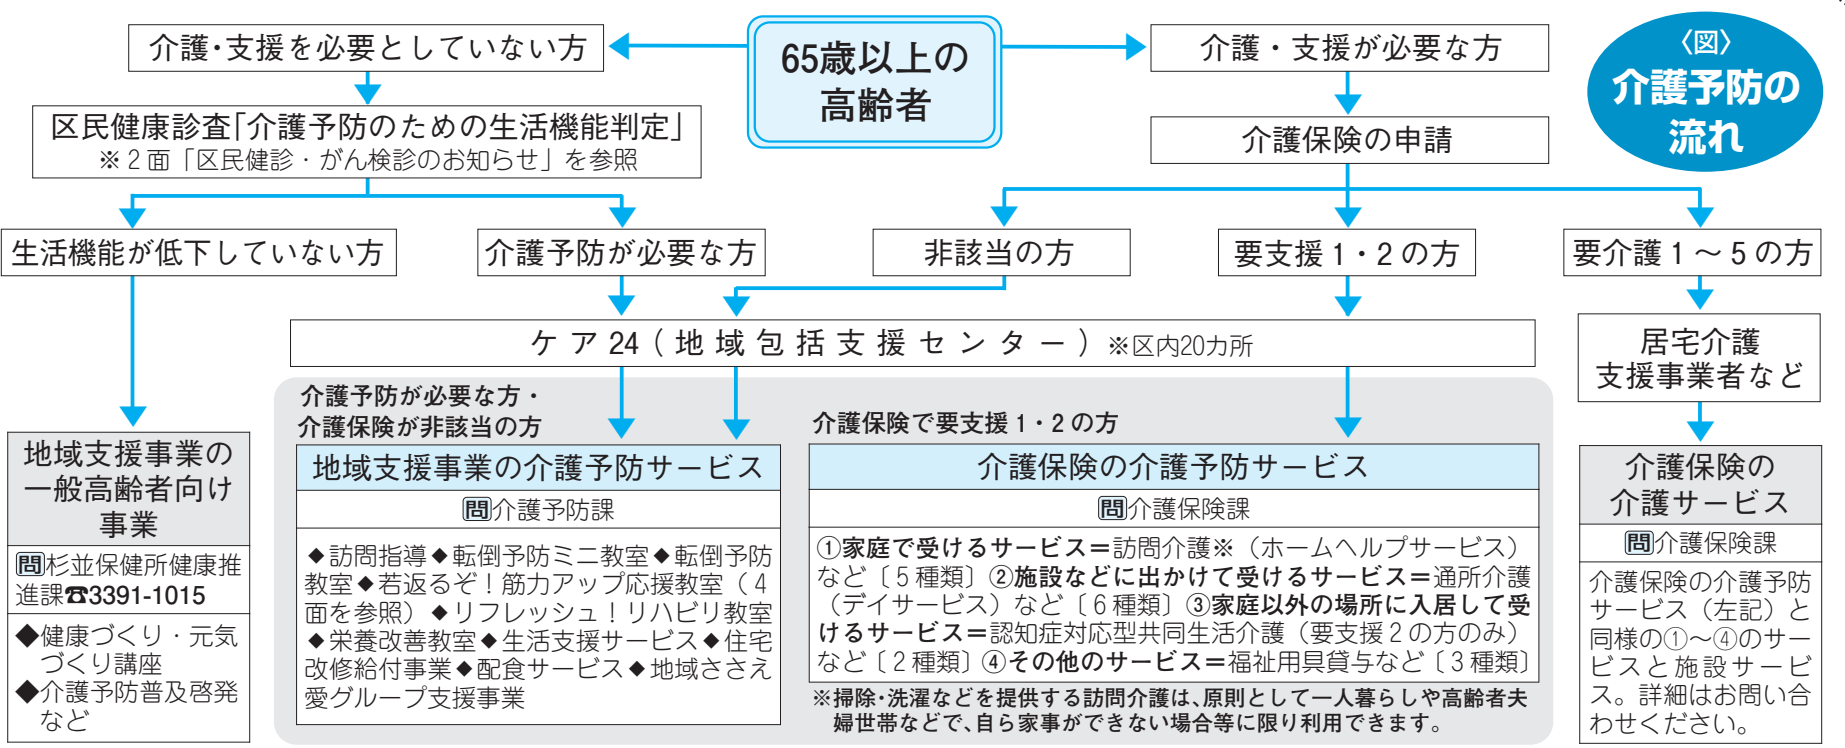 〈図〉
介護予防の
流れ
65歳以上の
高齢者
介護・支援を必要としていない方
介護・支援が必要な方
区民健康診査「介護予防のための生活機能判定」
※2面「区民健診・がん検診のお知らせ」を参照
介護保険の申請
生活機能が低下していない方
介護予防が必要な方
非該当の方
要支援1・2の方
要介護1～5の方
ケア24(地域包括支援センター)※区内20カ所
居宅介護
支援事業者など
地域支援事業の
一般高齢者向け
事業
問杉並保健所健康推
進課☎3391-1015
◆健康づくり・元気
づくり講座
◆介護予防普及啓発
など
介護予防が必要な方・
介護保険が非該当の方
地域支援事業の介護予防サービス
問介護予防課
◆訪問指導◆転倒予防ミニ教室◆転倒予防
教室◆若返るぞ！筋力アップ応援教室（4
面を参照）◆リフレッシュ！リハビリ教室
◆栄養改善教室◆生活支援サービス◆住宅
改修給付事業◆配食サービス◆地域ささえ
愛グループ支援事業
介護保険で要支援1・2の方
介護保険の介護予防サービス
問介護保険課
①家庭で受けるサービス＝訪問介護※（ホームヘルプサービス）
など〔5種類〕②施設などに出かけて受けるサービス＝通所介護
（デイサービス）など〔6種類〕③家庭以外の場所に入居して受
けるサービス＝認知症対応型共同生活介護（要支援2の方のみ）
など〔2種類〕④その他のサービス＝福祉用具貸与など〔3種類〕
※掃除・洗濯などを提供する訪問介護は、原則として一人暮らしや高齢者夫
婦世帯などで、自ら家事ができない場合等に限り利用できます。
介護保険の
介護サービス
問介護保険課
介護保険の介護予防
サービス（左記）と
同様の①～④のサー
ビスと施設サービ
ス。詳細はお問い合
わせください。